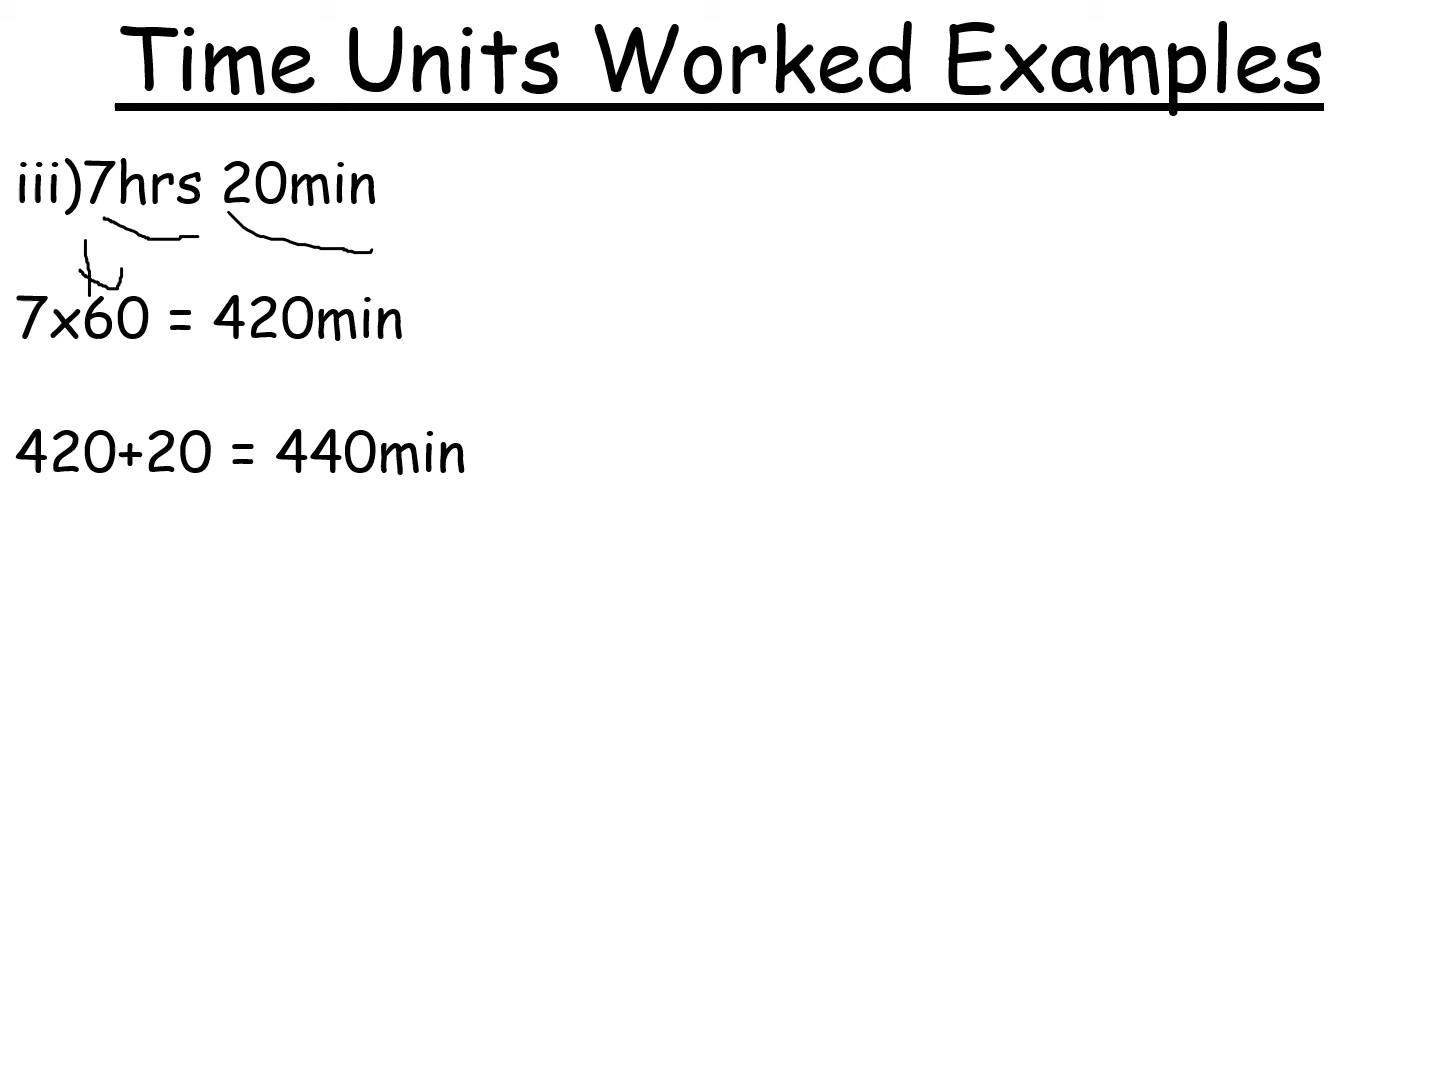 Time Units Worked Examples
iii)7hrs 20min
7x60 = 420min
420+20 = 440min